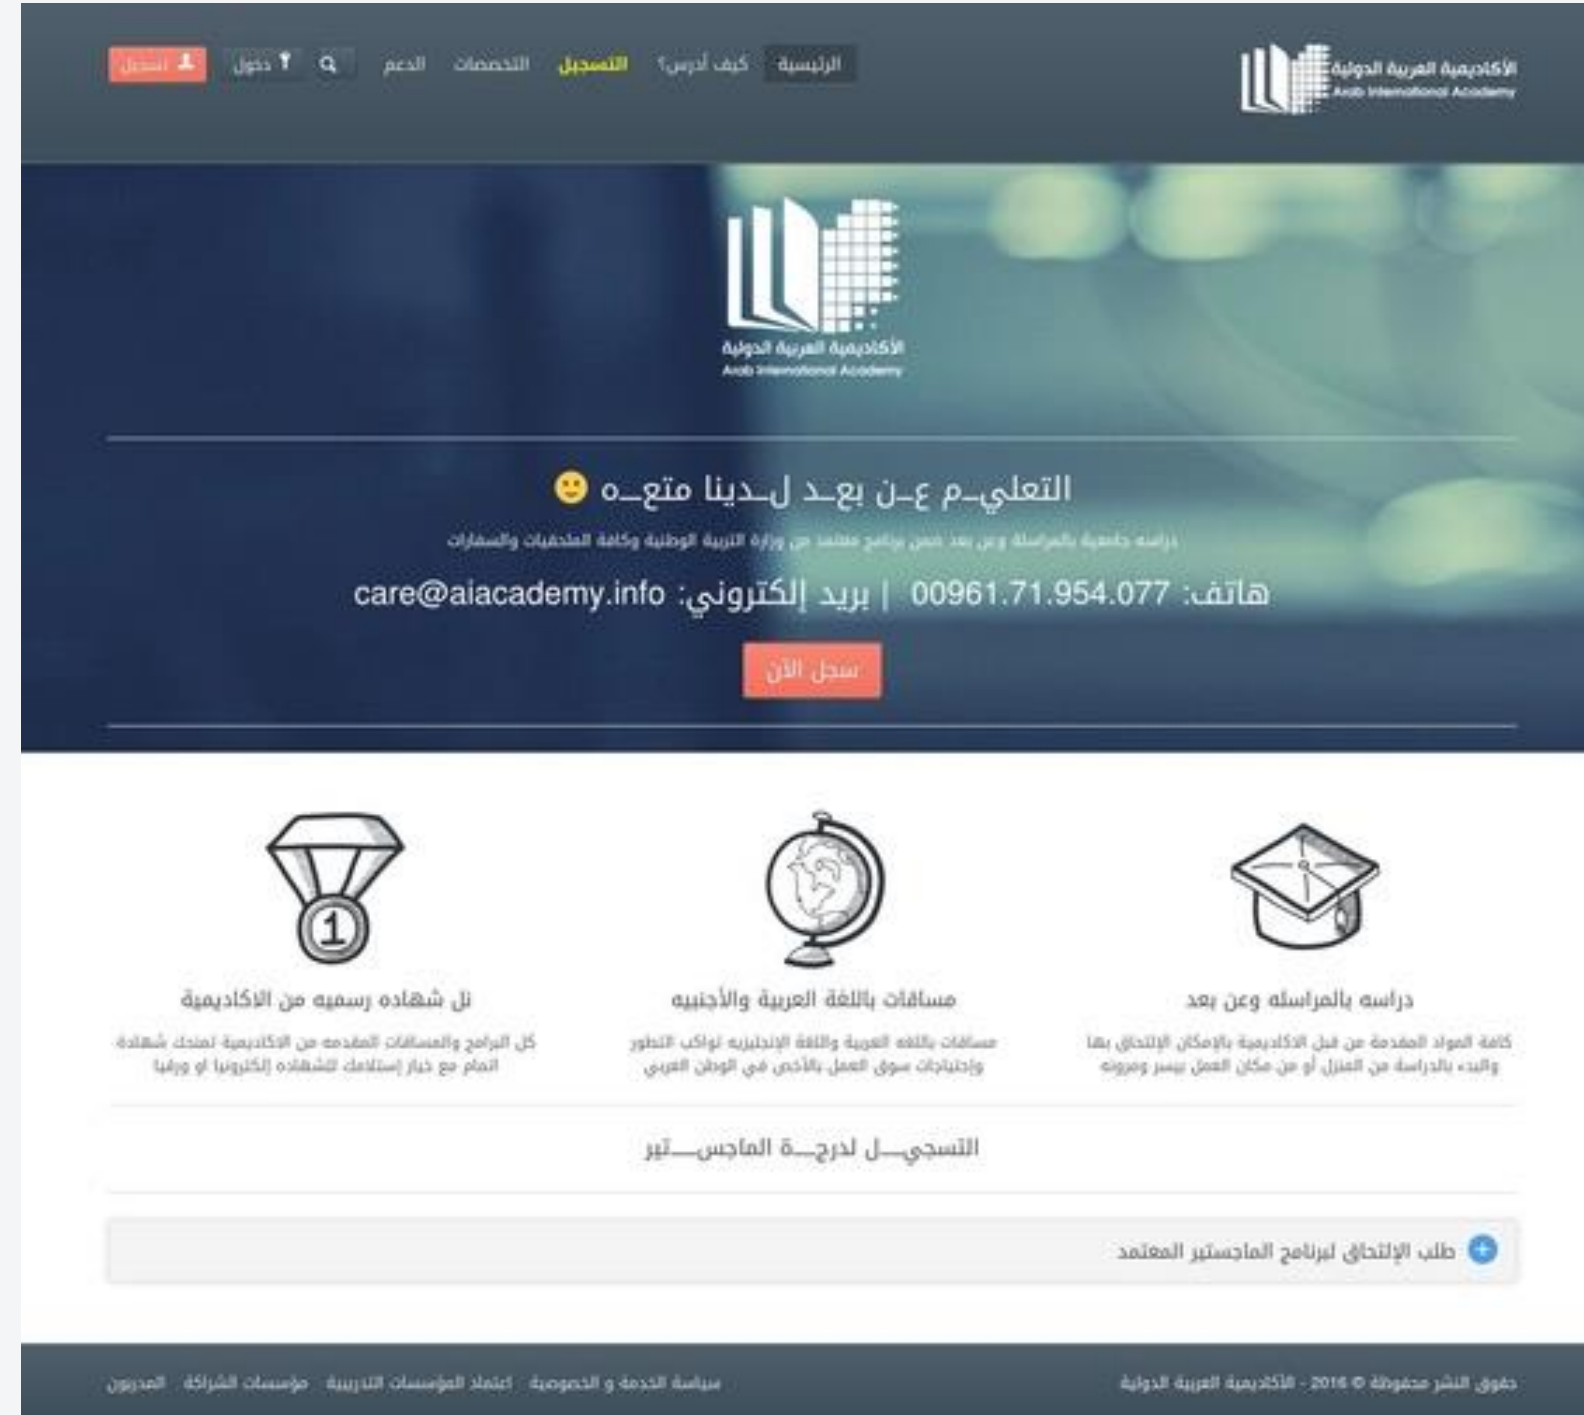 الأكاديمية العربية الدولية
Arab International Academy
الرئيسية كيف أدرس؟ التسجيل التخصصات الدعم
دخول تسجيل
الأكاديمية العربية الدولية
Arab International Academy
التعليـم عـن بعـد لـدينا متعـه 🙂
دراسه جامعية بالمراسلة وعن بعد ضمن برنامج معتمد من وزارة التربية الوطنية وكافة الملحقيات والسفارات
هاتف: 00961.71.954.077 | بريد إلكتروني: care@aiacademy.info
سجل الآن
دراسه بالمراسله وعن بعد
كافة المواد المقدمة من قبل الاكاديمية بالإمكان الإلتحاق بها
والبدء بالدراسة من المنزل أو من مكان العمل بيسر ومرونه
مساقات باللغة العربية والأجنبيه
مساقات باللغه العربية واللغة الإنجليزيه تواكب التطور
وإحتياجات سوق العمل بالأخص في الوطن العربي
نل شهاده رسميه من الاكاديمية
كل البرامج والمساقات المقدمه من الاكاديمية تمنحك شهادة
اتمام مع خيار إستلامك للشهاده إلكترونيا او ورقيا
التسجيـــل لدرجـــة الماجســـتير
طلب الإلتحاق لبرنامج الماجستير المعتمد
حقوق النشر محفوظة © 2016 - الأكاديمية العربية الدولية
سياسة الخدمة و الخصوصية اعتماد المؤسسات التدريبية مؤسسات الشراكة المدربون